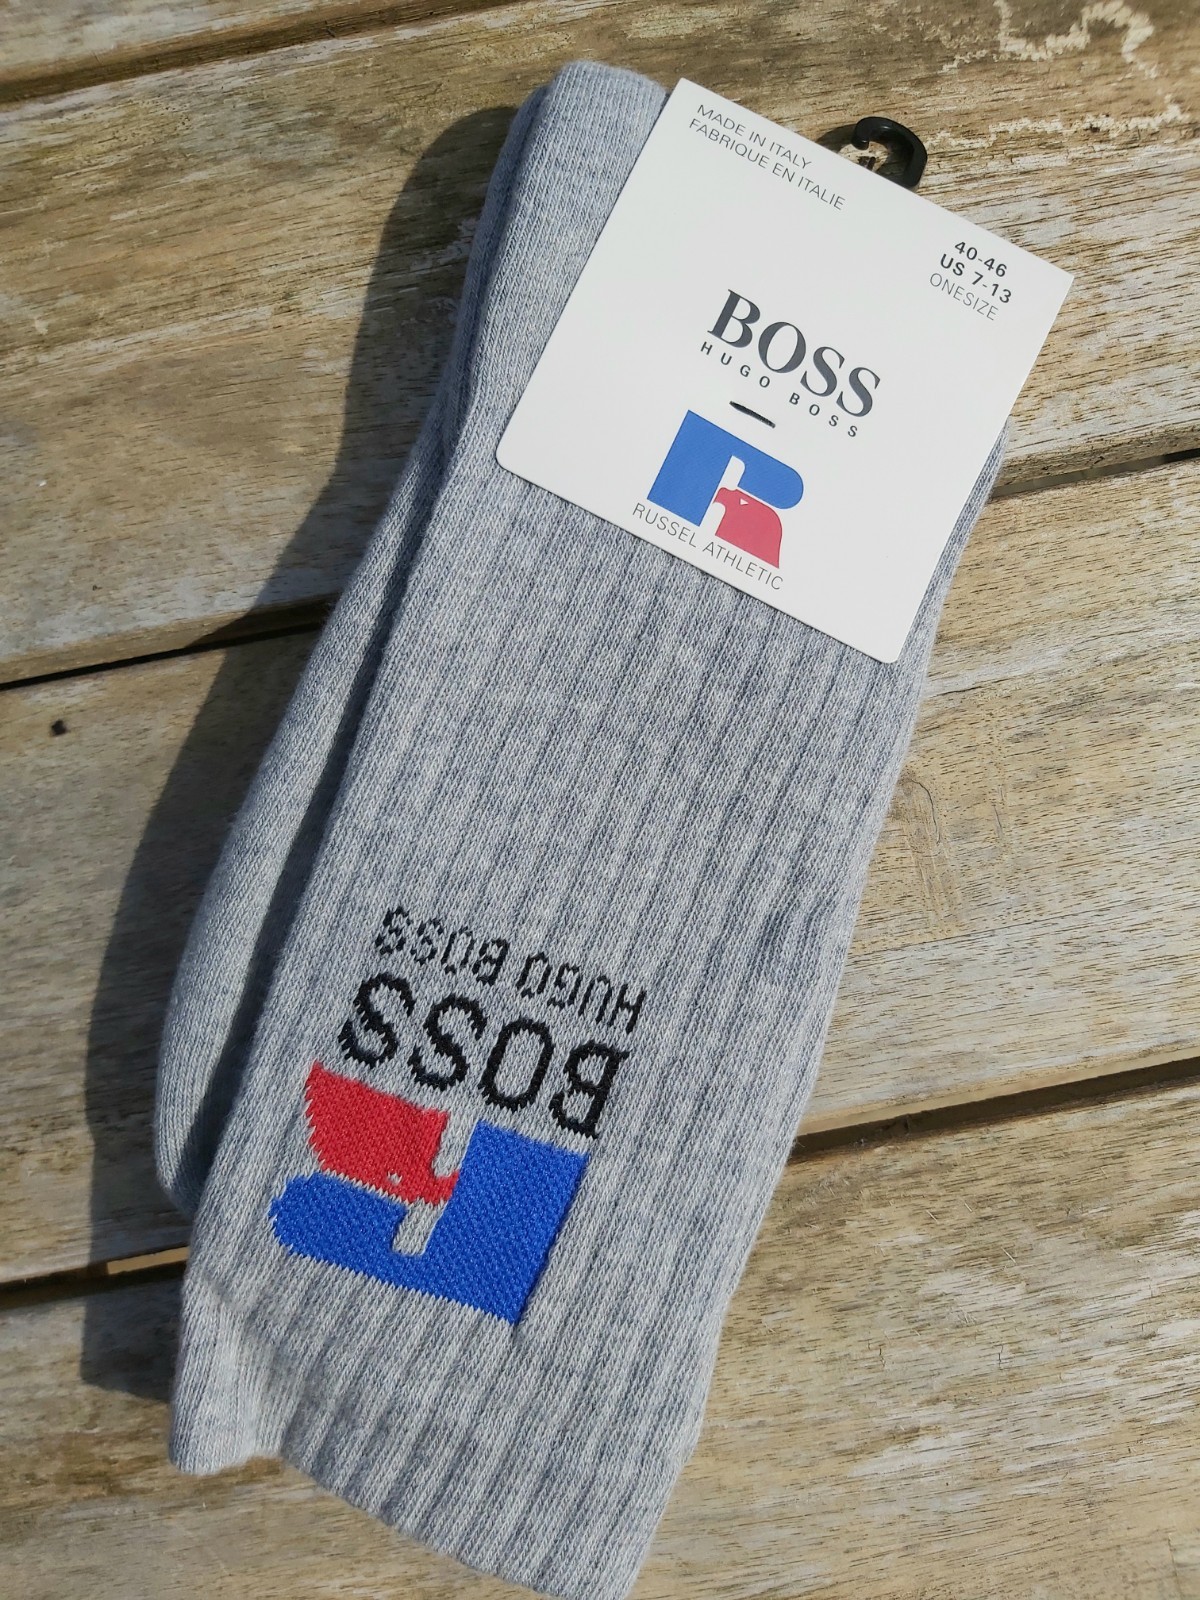 MADE IN ITALY
FABRIQUE EN ITALIE
40-46
US 7-13
ONESIZE
BOSS
HUGO BOSS
R
RUSSEL ATHLETIC
HUGO BOSS
BOSS
R